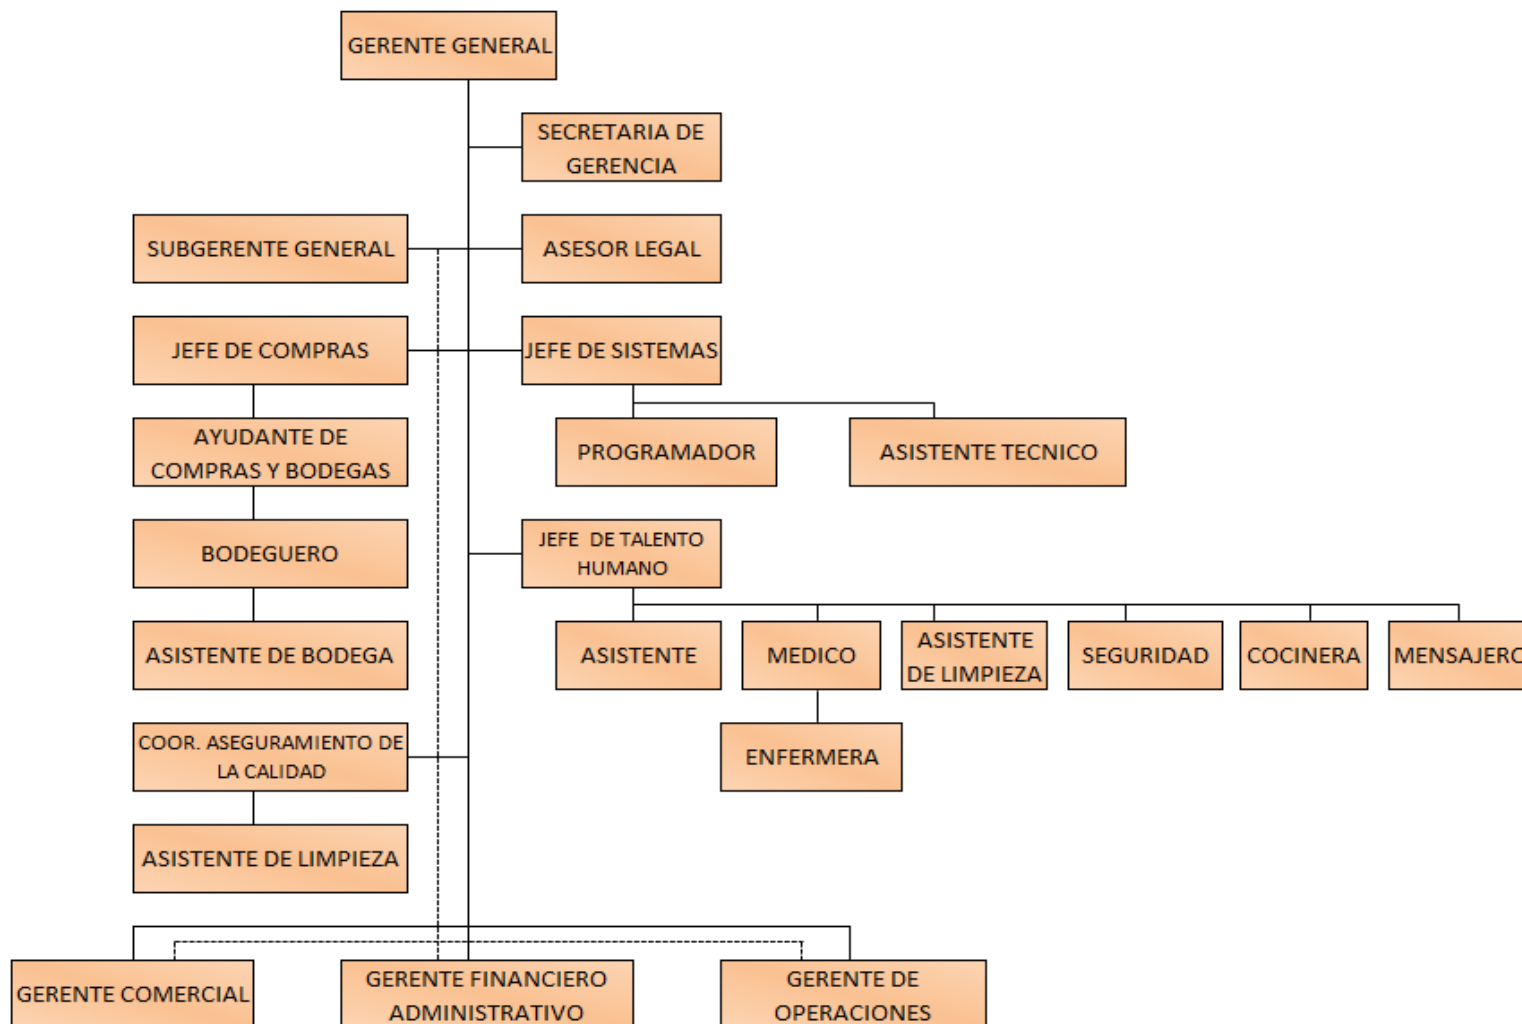 GERENTE GENERAL
SECRETARIA DE
GERENCIA
SUBGERENTE GENERAL
ASESOR LEGAL
JEFE DE COMPRAS
JEFE DE SISTEMAS
AYUDANTE DE
COMPRAS Y BODEGAS
PROGRAMADOR
ASISTENTE TECNICO
BODEGUERO
JEFE DE TALENTO
HUMANO
ASISTENTE DE BODEGA
ASISTENTE
MEDICO
ASISTENTE
DE LIMPIEZA
SEGURIDAD
COCINERA
MENSAJERO
COOR. ASEGURAMIENTO DE
LA CALIDAD
ENFERMERA
ASISTENTE DE LIMPIEZA
GERENTE COMERCIAL
GERENTE FINANCIERO
ADMINISTRATIVO
GERENTE DE
OPERACIONES